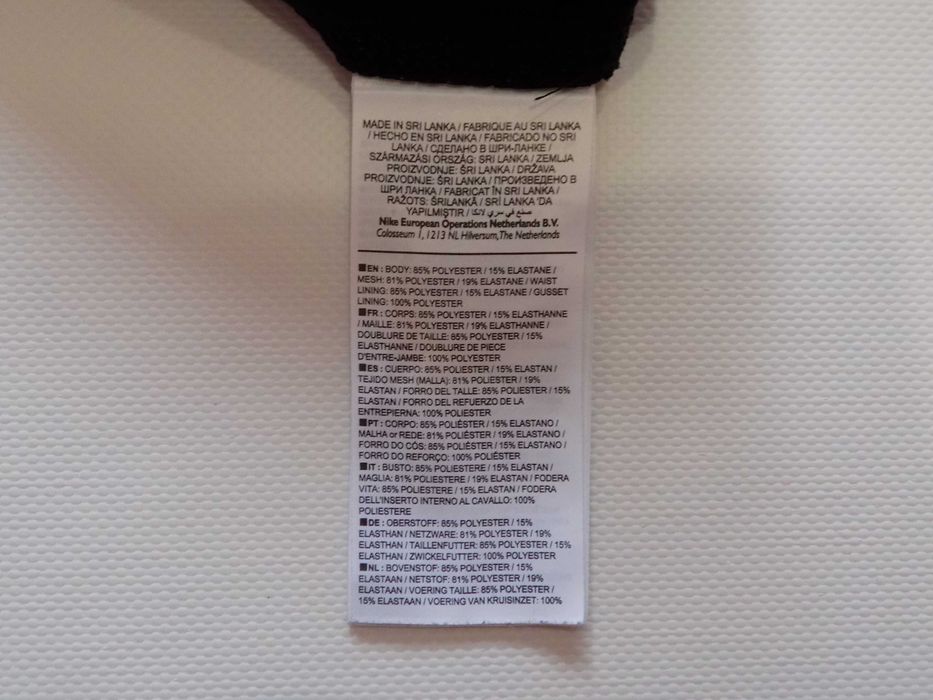 MADE IN SRI LANKA / FABRIQUE AU SRI LANKA
/ HECHO EN SRI LANKA / FABRICADO NO SRI
LANKA / СДЕЛАНО В ШРИ-ЛАНКЕ /
SZÁRMAZÁSI ORSZÁG: SRI LANKA / ZEMLJA
PROIZVODNJE: ŠRI LANKA / DRŽAVA
PROIZVODNJE: ŠRI LANKA / ПРОИЗВЕДЕНО В
ШРИ ЛАНКА / FABRICAT ÎN SRI LANKA /
RAŽOTS: ŠRILANKĀ / SRİ LANKA 'DA
YAPILMIŞTIR / صنع في سري لانكا
Nike European Operations Netherlands B.V.
Colosseum 1, 1213 NL Hilversum,The Netherlands
EN : BODY: 85% POLYESTER / 15% ELASTANE /
MESH: 81% POLYESTER / 19% ELASTANE / WAIST
LINING: 85% POLYESTER / 15% ELASTANE / GUSSET
LINING: 100% POLYESTER
FR : CORPS: 85% POLYESTER / 15% ELASTHANNE
/ MAILLE: 81% POLYESTER / 19% ELASTHANNE /
DOUBLURE DE TAILLE: 85% POLYESTER / 15%
ELASTHANNE / DOUBLURE DE PIECE
D'ENTRE-JAMBE: 100% POLYESTER
ES : CUERPO: 85% POLIESTER / 15% ELASTAN /
TEJIDO MESH (MALLA): 81% POLIESTER / 19%
ELASTAN / FORRO DEL TALLE: 85% POLIESTER / 15%
ELASTAN / FORRO DEL REFUERZO DE LA
ENTREPIERNA: 100% POLIESTER
PT : CORPO: 85% POLIÉSTER / 15% ELASTANO /
MALHA or REDE: 81% POLIÉSTER / 19% ELASTANO /
FORRO DO CÓS: 85% POLIÉSTER / 15% ELASTANO /
FORRO DO REFORÇO: 100% POLIÉSTER
IT : BUSTO: 85% POLIESTERE / 15% ELASTAN /
MAGLIA: 81% POLIESTERE / 19% ELASTAN / FODERA
VITA: 85% POLIESTERE / 15% ELASTAN / FODERA
DELL'INSERTO INTERNO AL CAVALLO: 100%
POLIESTERE
DE : OBERSTOFF: 85% POLYESTER / 15%
ELASTHAN / NETZWARE: 81% POLYESTER / 19%
ELASTHAN / TAILLENFUTTER: 85% POLYESTER / 15%
ELASTHAN / ZWICKELFUTTER: 100% POLYESTER
NL : BOVENSTOF: 85% POLYESTER / 15%
ELASTAAN / NETSTOF: 81% POLYESTER / 19%
ELASTAAN / VOERING TAILLE: 85% POLYESTER /
15% ELASTAAN / VOERING VAN KRUISINZET: 100%